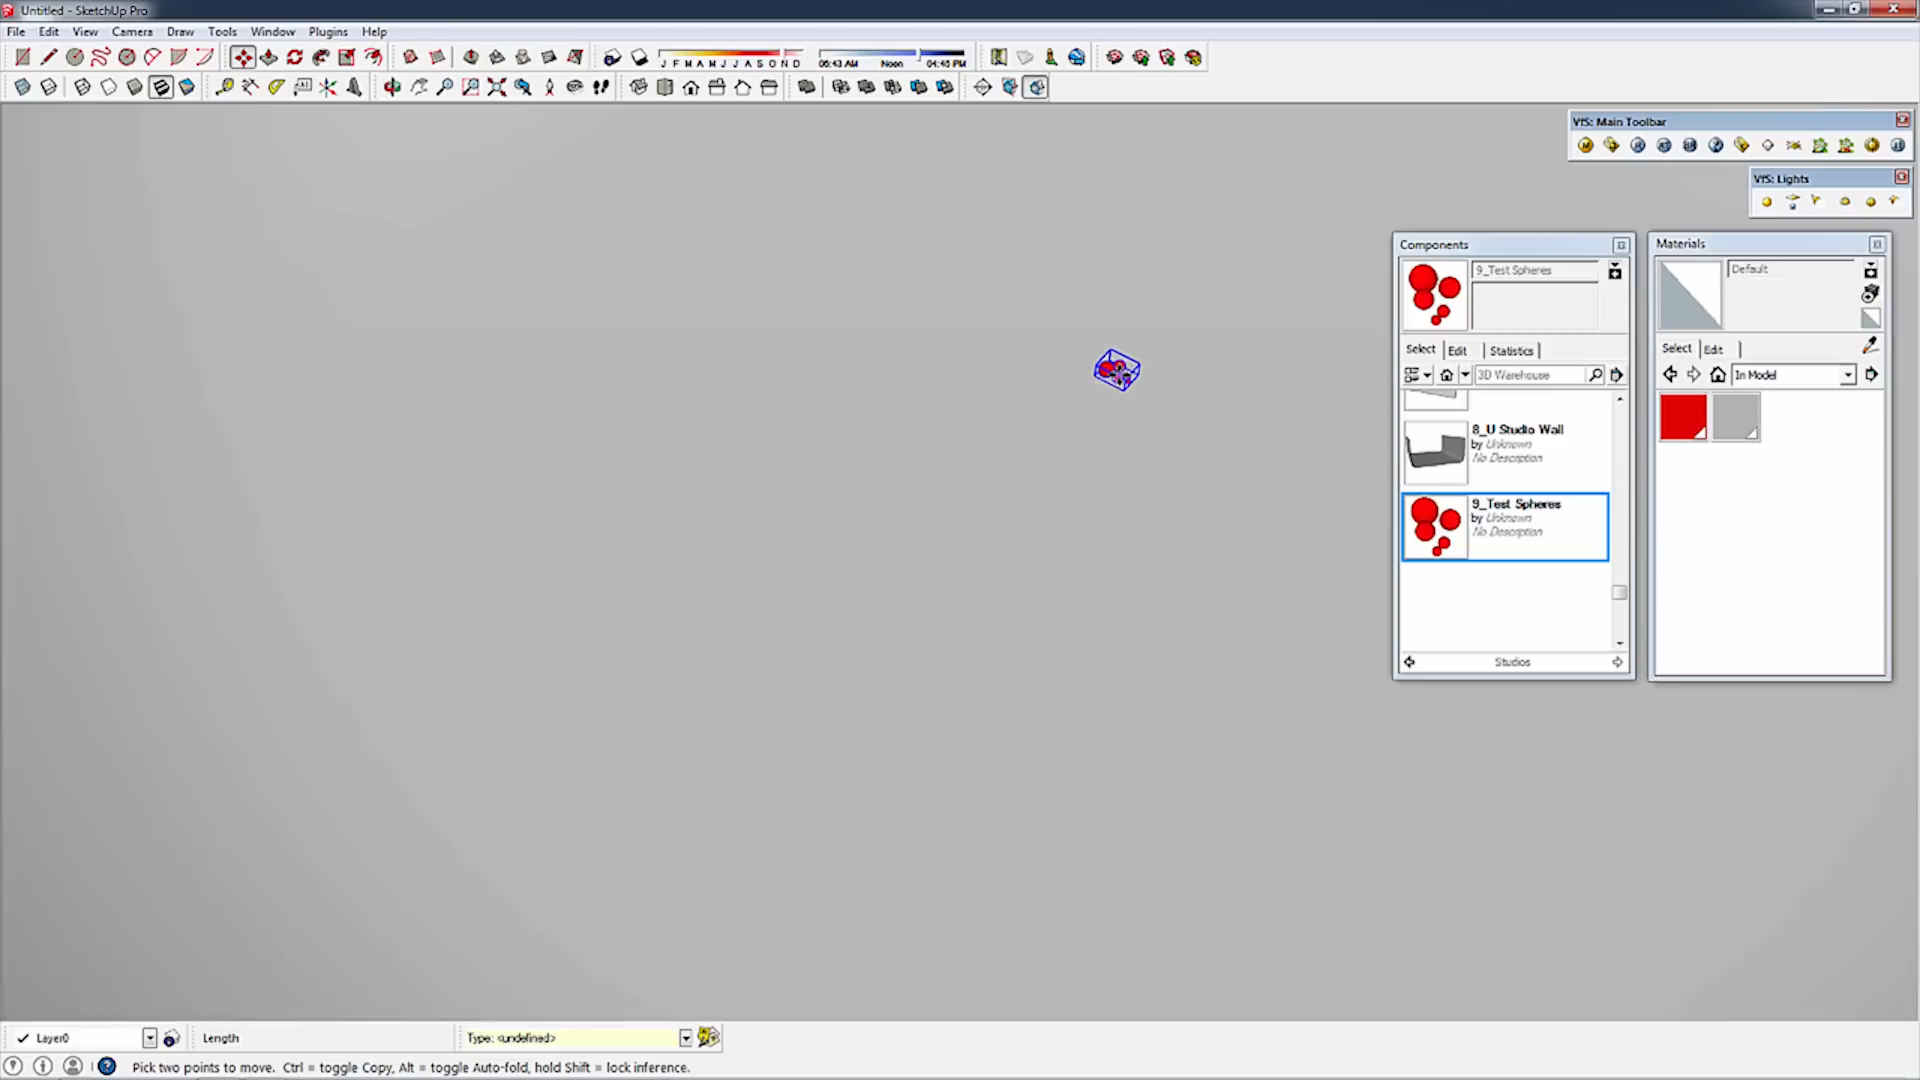 Untitled - SketchUp Pro
File Edit View Camera Draw Tools Window Plugins Help
J F M A M J J A S O N D
06:43 AM Noon 04:45 PM
VfS: Main Toolbar
VfS: Lights
Components
9_Test Spheres
Select Edit Statistics
3D Warehouse
8_U Studio Wall
by Unknown
No Description
9_Test Spheres
by Unknown
No Description
Studios
Materials
Default
Select Edit
In Model
Layer0 Length Type: <undefined>
Pick two points to move. Ctrl = toggle Copy, Alt = toggle Auto-fold, hold Shift = lock inference.